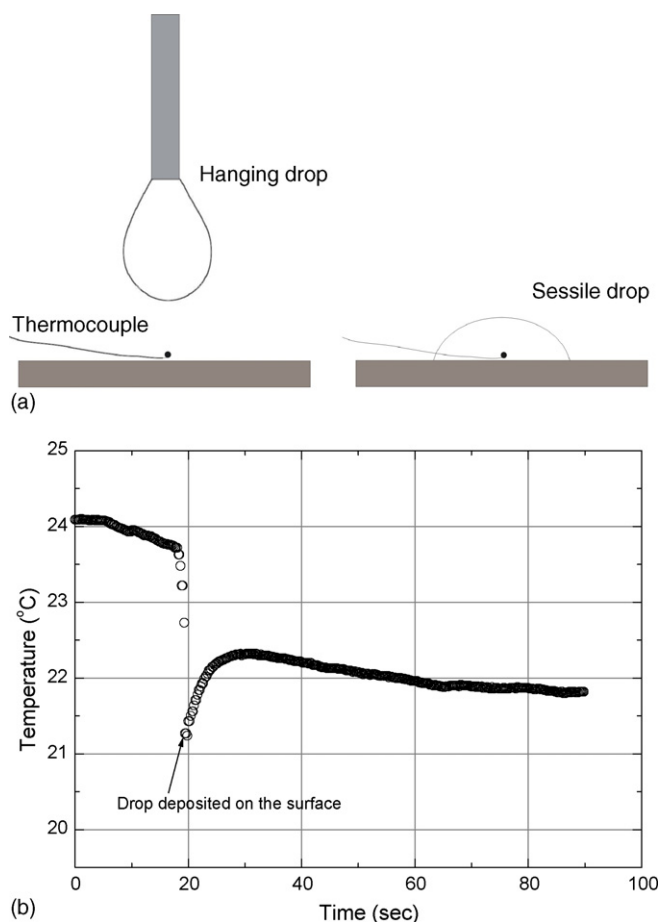 Hanging drop
Sessile drop
Thermocouple
(a)
25
24
23
22
21
20
Temperature (°C)
Drop deposited on the surface
0 20 40 60 80 100
Time (sec)
(b)